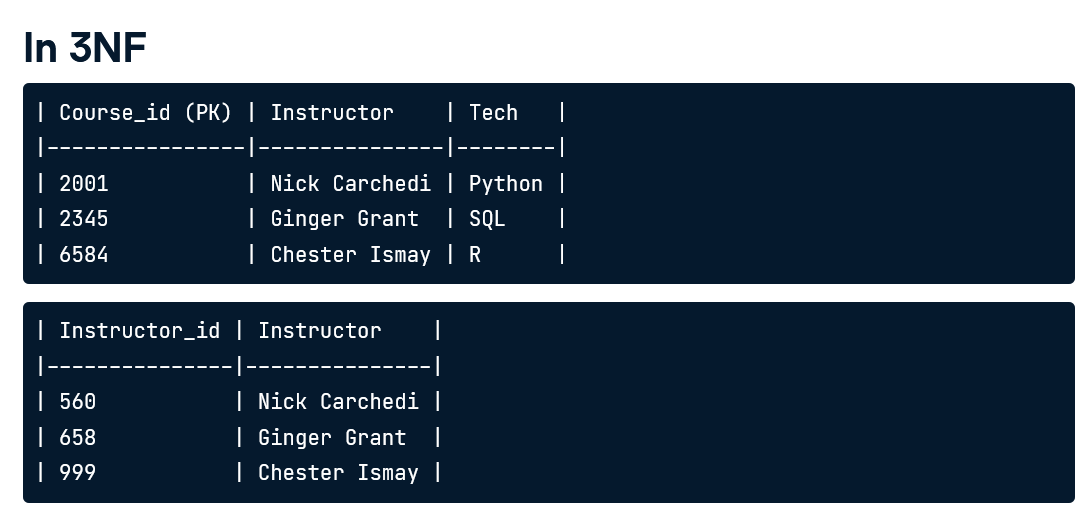 In 3NF
| Course_id (PK) | Instructor    | Tech   |
|----------------|---------------|--------|
| 2001           | Nick Carchedi | Python |
| 2345           | Ginger Grant  | SQL    |
| 6584           | Chester Ismay | R      |
| Instructor_id | Instructor    |
|---------------|---------------|
| 560           | Nick Carchedi |
| 658           | Ginger Grant  |
| 999           | Chester Ismay |